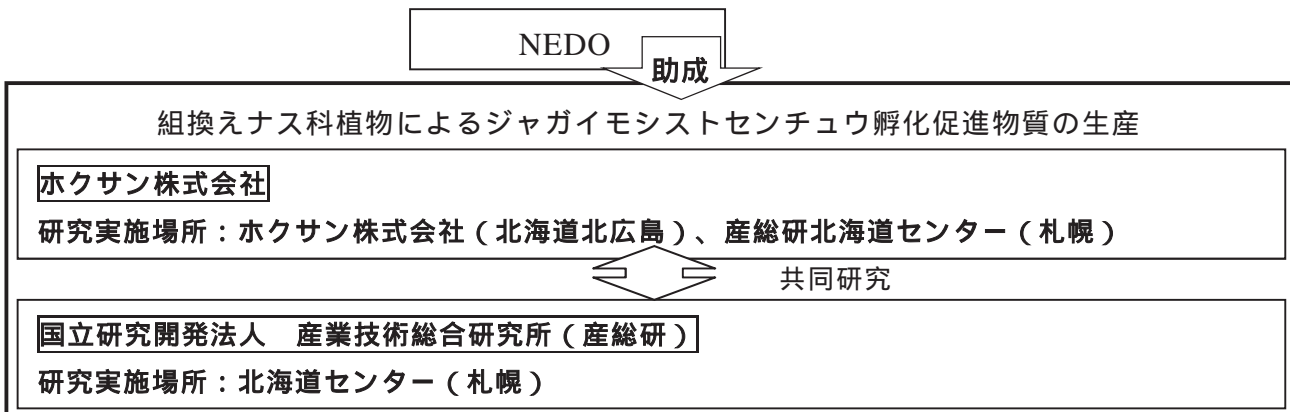 NEDO
助成
組換えナス科植物によるジャガイモシストセンチュウ孵化促進物質の生産
ホクサン株式会社
研究実施場所：ホクサン株式会社（北海道北広島）、産総研北海道センター（札幌）
共同研究
国立研究開発法人　産業技術総合研究所（産総研）
研究実施場所：北海道センター（札幌）